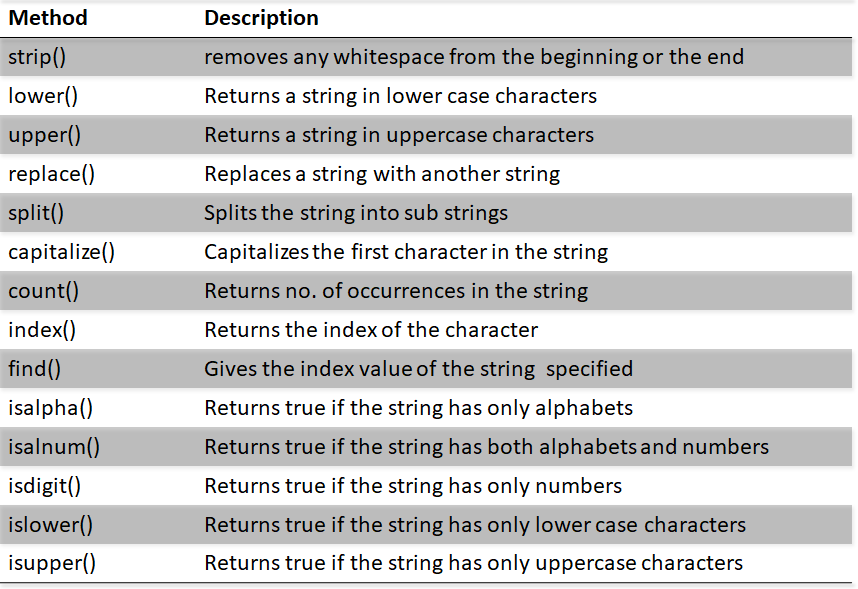 Method Description
strip() removes any whitespace from the beginning or the end
lower() Returns a string in lower case characters
upper() Returns a string in uppercase characters
replace() Replaces a string with another string
split() Splits the string into sub strings
capitalize() Capitalizes the first character in the string
count() Returns no. of occurrences in the string
index() Returns the index of the character
find() Gives the index value of the string specified
isalpha() Returns true if the string has only alphabets
isalnum() Returns true if the string has both alphabets and numbers
isdigit() Returns true if the string has only numbers
islower() Returns true if the string has only lower case characters
isupper() Returns true if the string has only uppercase characters